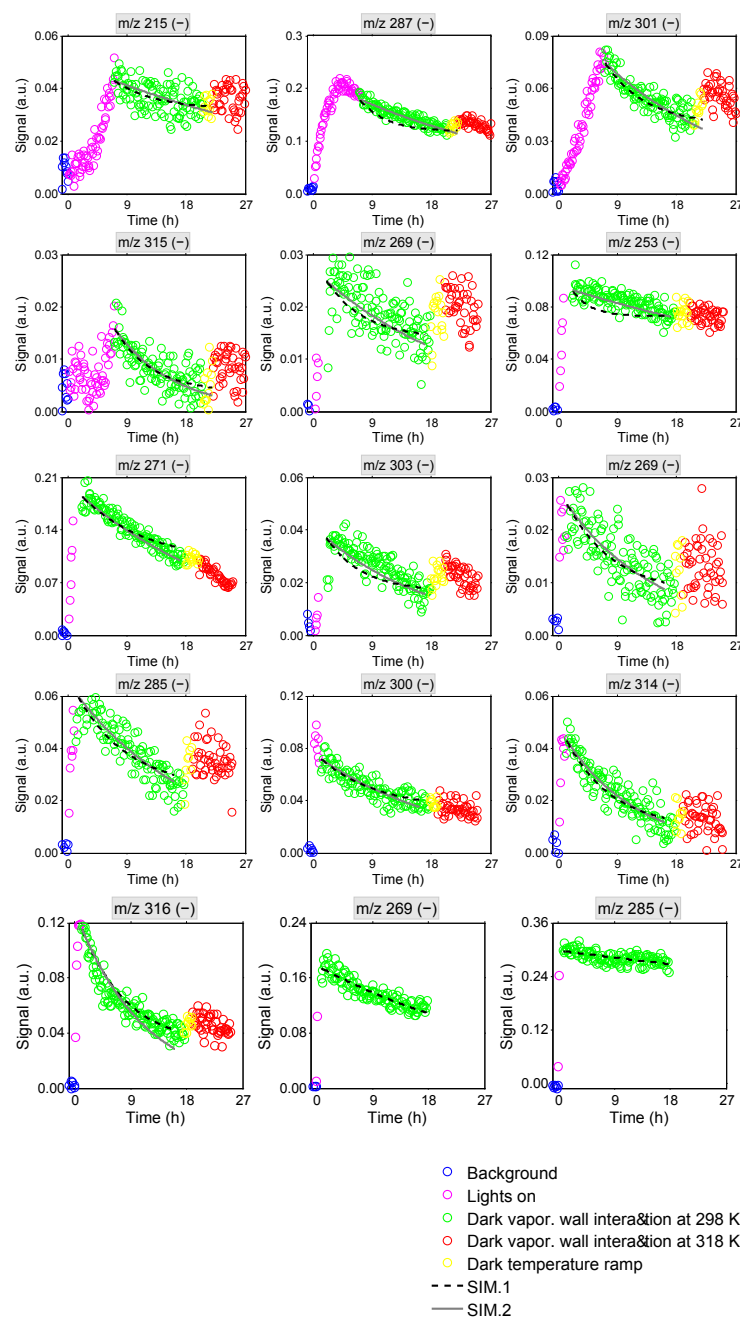 m/z 215 (−)
Signal (a.u.)
0.06
0.04
0.02
0.00
0 9 18 27
Time (h)
m/z 287 (−)
Signal (a.u.)
0.3
0.2
0.1
0.0
0 9 18 27
Time (h)
m/z 301 (−)
Signal (a.u.)
0.09
0.06
0.03
0.00
0 9 18 27
Time (h)
m/z 315 (−)
Signal (a.u.)
0.03
0.02
0.01
0.00
0 9 18 27
Time (h)
m/z 269 (−)
Signal (a.u.)
0.03
0.02
0.01
0.00
0 9 18 27
Time (h)
m/z 253 (−)
Signal (a.u.)
0.12
0.08
0.04
0.00
0 9 18 27
Time (h)
m/z 271 (−)
Signal (a.u.)
0.21
0.14
0.07
0.00
0 9 18 27
Time (h)
m/z 303 (−)
Signal (a.u.)
0.06
0.04
0.02
0.00
0 9 18 27
Time (h)
m/z 269 (−)
Signal (a.u.)
0.03
0.02
0.01
0.00
0 9 18 27
Time (h)
m/z 285 (−)
Signal (a.u.)
0.06
0.04
0.02
0.00
0 9 18 27
Time (h)
m/z 300 (−)
Signal (a.u.)
0.12
0.08
0.04
0.00
0 9 18 27
Time (h)
m/z 314 (−)
Signal (a.u.)
0.06
0.04
0.02
0.00
0 9 18 27
Time (h)
m/z 316 (−)
Signal (a.u.)
0.12
0.08
0.04
0.00
0 9 18 27
Time (h)
m/z 269 (−)
Signal (a.u.)
0.24
0.16
0.08
0.00
0 9 18 27
Time (h)
m/z 285 (−)
Signal (a.u.)
0.36
0.24
0.12
0.00
0 9 18 27
Time (h)
Background
Lights on
Dark vapor. wall intera&tion at 298 K
Dark vapor. wall intera&tion at 318 K
Dark temperature ramp
SIM.1
SIM.2